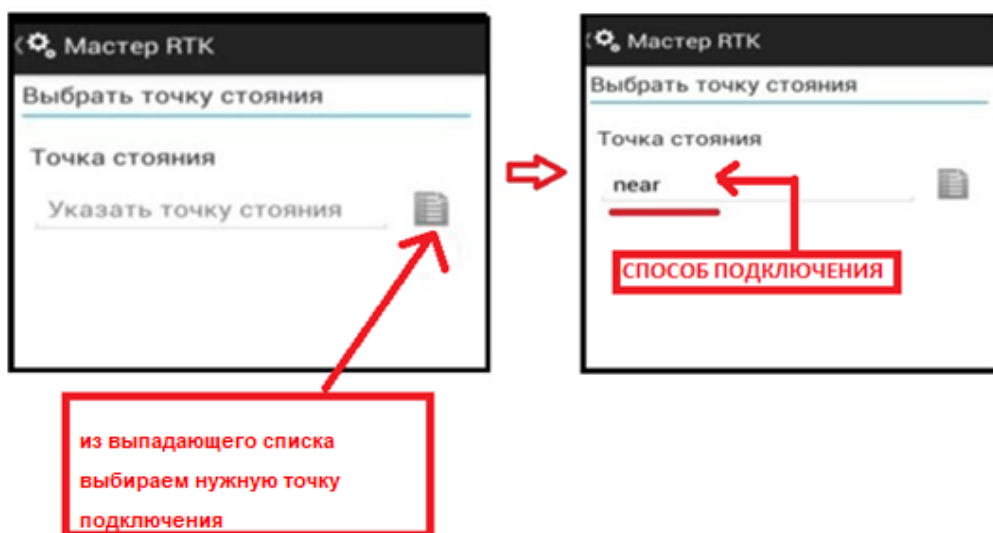 Мастер RTK
Выбрать точку стояния
Точка стояния
Указать точку стояния
из выпадающего списка
выбираем нужную точку
подключения
Мастер RTK
Выбрать точку стояния
Точка стояния
near
СПОСОБ ПОДКЛЮЧЕНИЯ